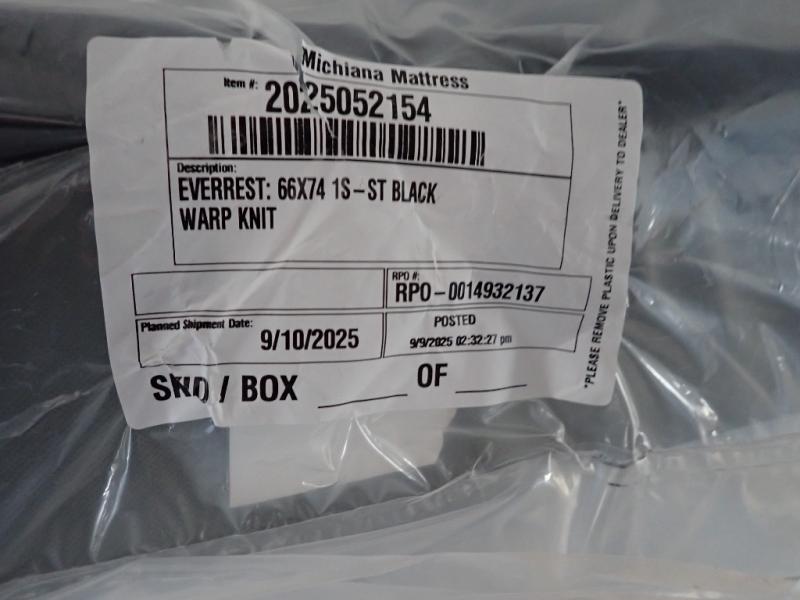 Michiana Mattress
Item #:
2025052154
Description:
EVERREST: 66X74 1S-ST BLACK
WARP KNIT
RPO #:
RPO-0014932137
Planned Shipment Date:
9/10/2025
POSTED
9/9/2025 02:32:27 pm
/ BOX ____ OF ____
*PLEASE REMOVE PLASTIC UPON DELIVERY TO DEALER*